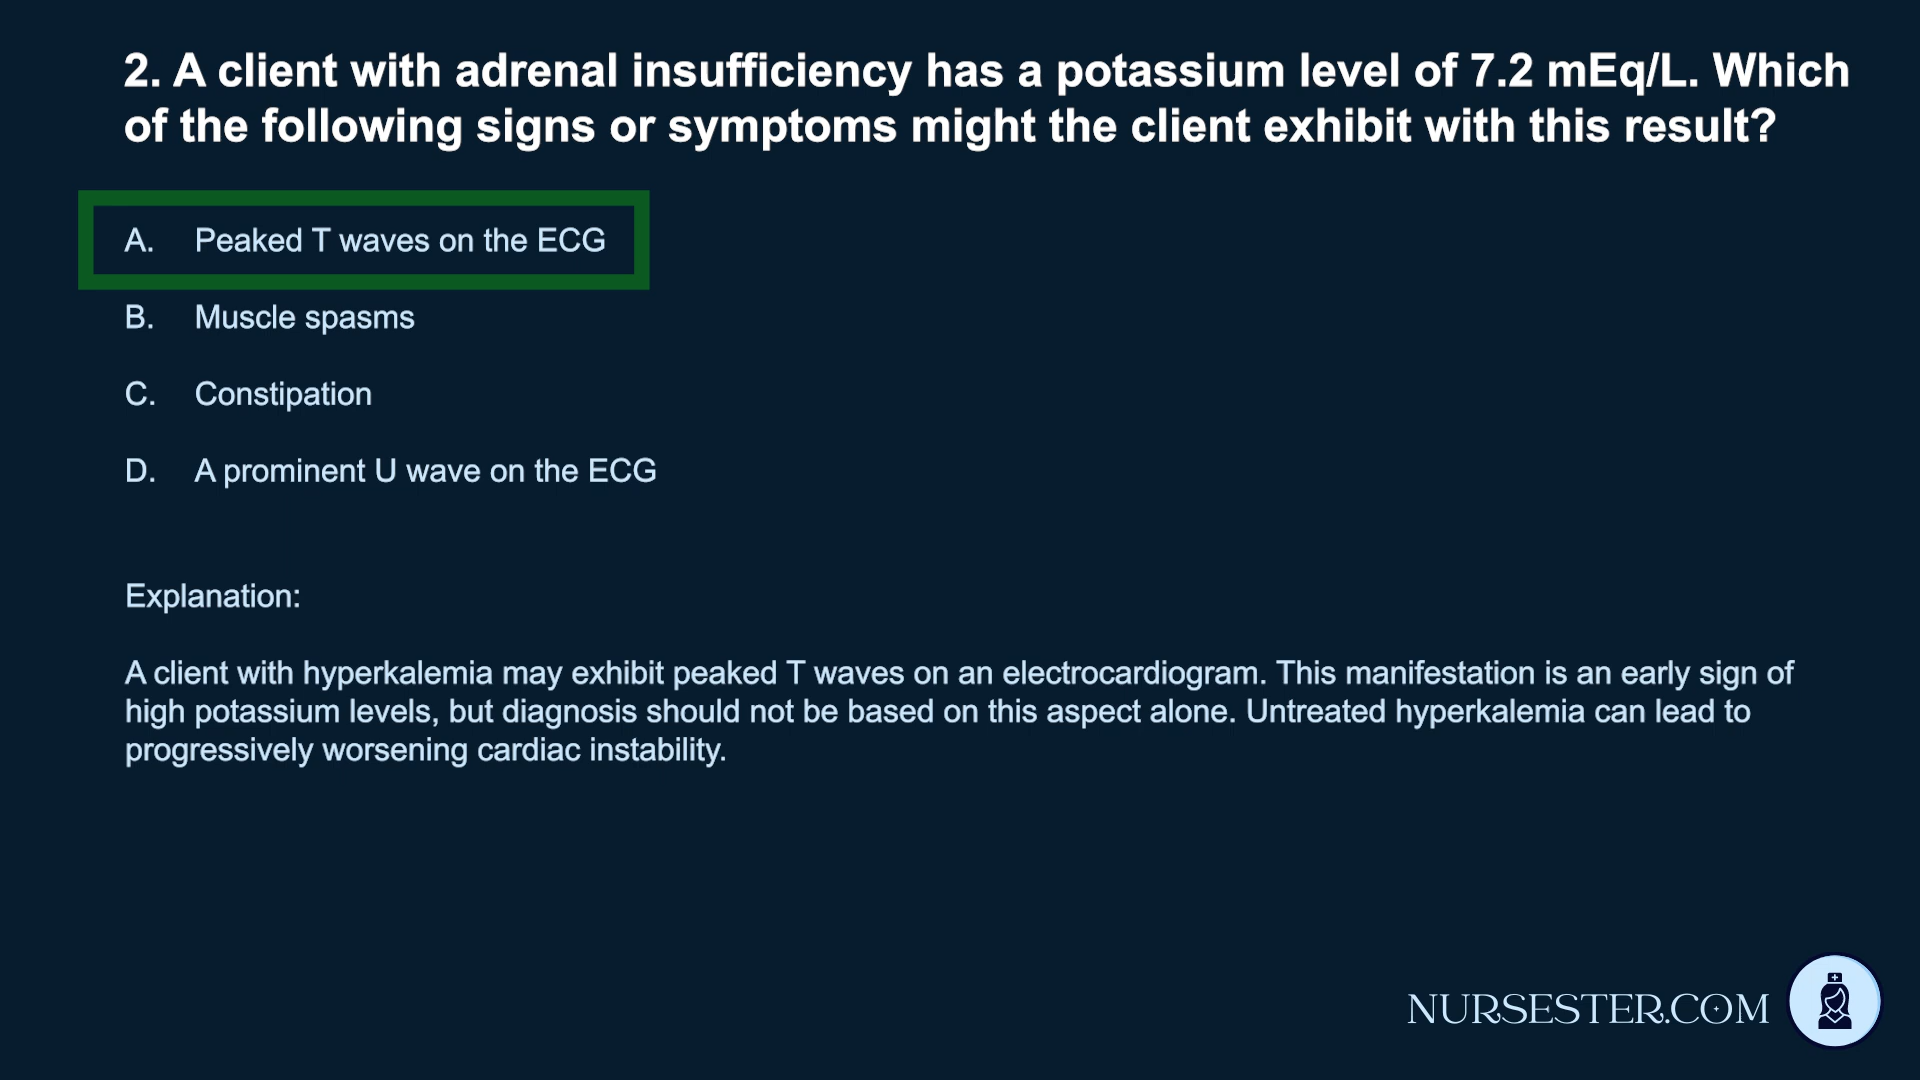 2. A client with adrenal insufficiency has a potassium level of 7.2 mEq/L. Which
of the following signs or symptoms might the client exhibit with this result?
A. Peaked T waves on the ECG
B. Muscle spasms
C. Constipation
D. A prominent U wave on the ECG
Explanation:
A client with hyperkalemia may exhibit peaked T waves on an electrocardiogram. This manifestation is an early sign of
high potassium levels, but diagnosis should not be based on this aspect alone. Untreated hyperkalemia can lead to
progressively worsening cardiac instability.
NURSESTER.COM